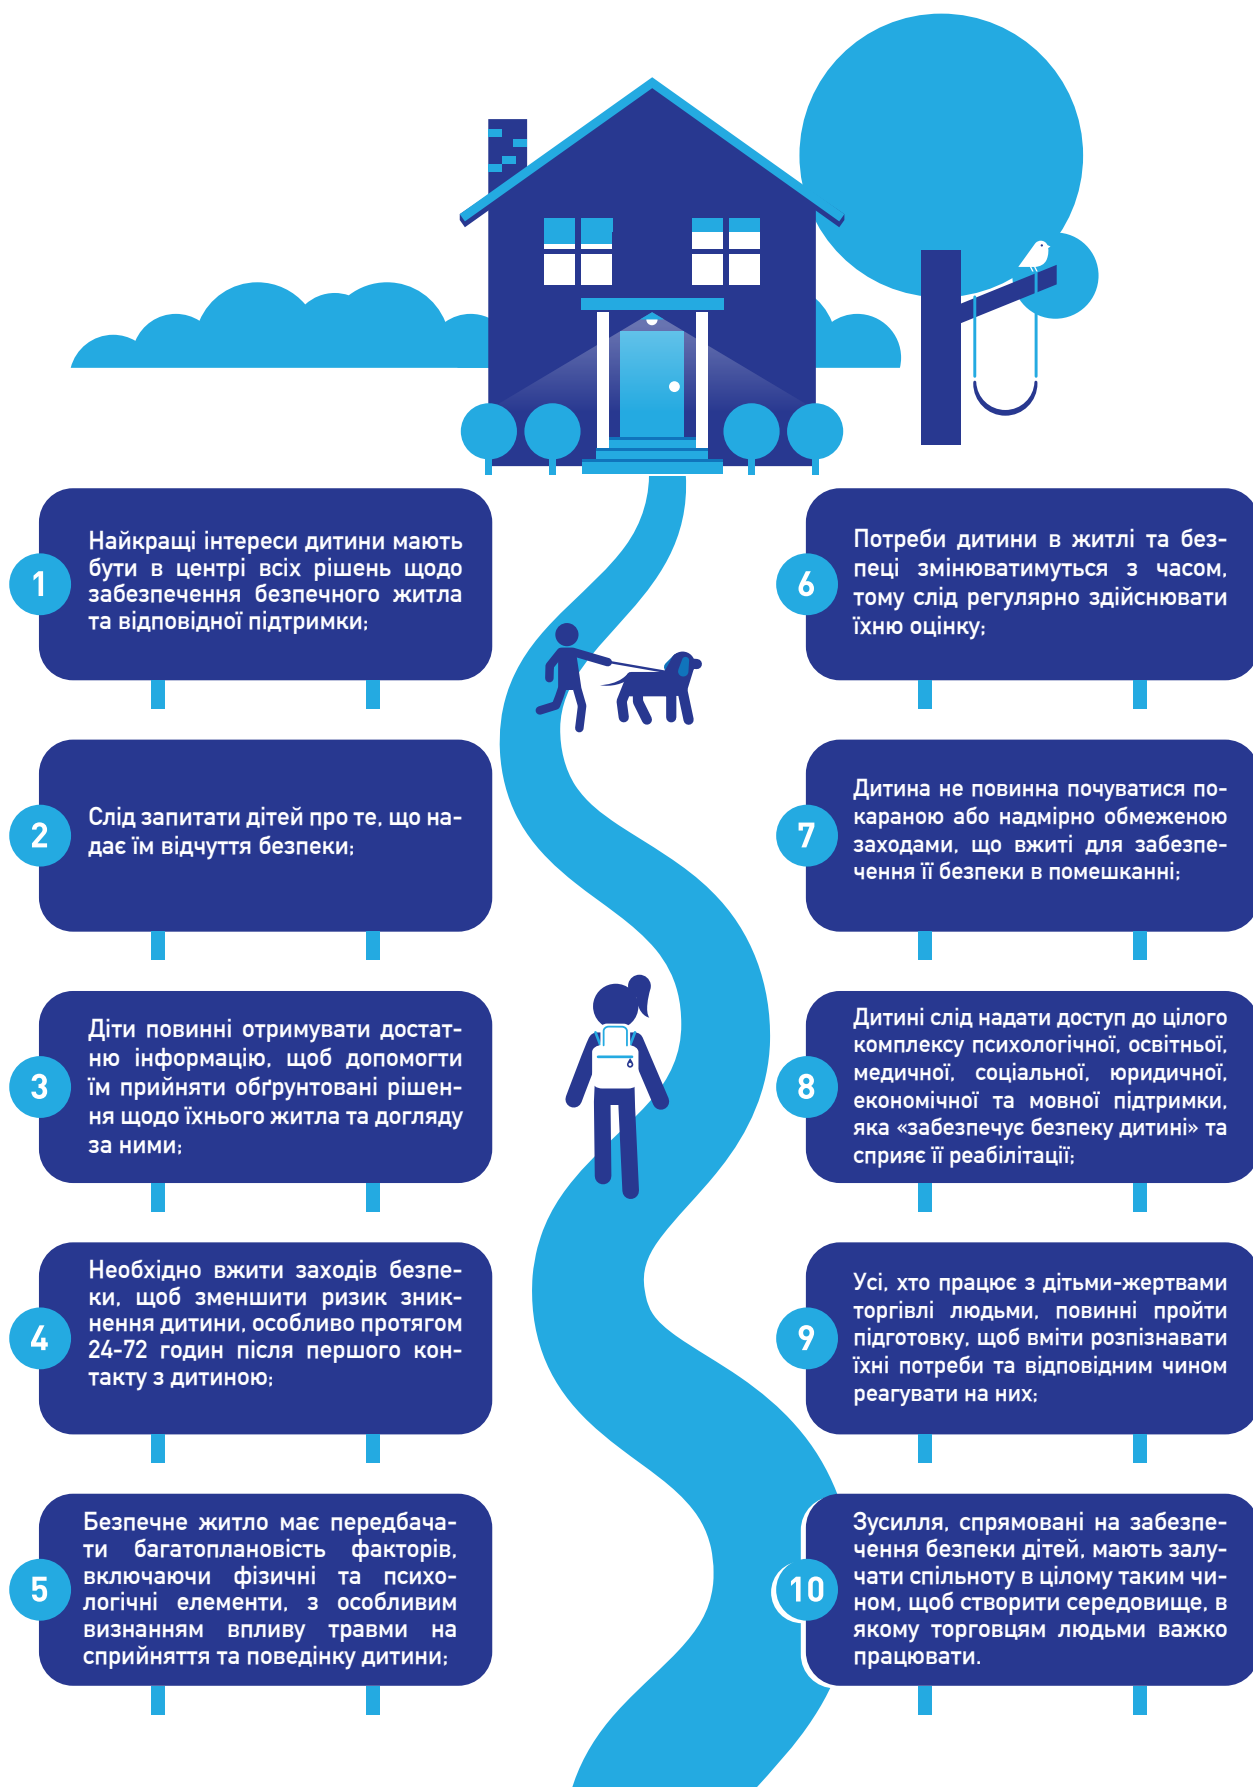 1
Найкращі інтереси дитини мають
бути в центрі всіх рішень щодо
забезпечення безпечного житла
та відповідної підтримки;
2
Слід запитати дітей про те, що на-
дає їм відчуття безпеки;
3
Діти повинні отримувати достат-
ню інформацію, щоб допомогти
їм прийняти обґрунтовані рішен-
ня щодо їхнього житла та догляду
за ними;
4
Необхідно вжити заходів безпе-
ки, щоб зменшити ризик зник-
нення дитини, особливо протягом
24-72 годин після першого кон-
такту з дитиною;
5
Безпечне житло має передбача-
ти багатоплановість факторів,
включаючи фізичні та психо-
логічні елементи, з особливим
визнанням впливу травми на
сприйняття та поведінку дитини;
6
Потреби дитини в житлі та без-
пеці змінюватимуться з часом,
тому слід регулярно здійснювати
їхню оцінку;
7
Дитина не повинна почуватися по-
караною або надмірно обмеженою
заходами, що вжиті для забезпе-
чення її безпеки в помешканні;
8
Дитині слід надати доступ до цілого
комплексу психологічної, освітньої,
медичної, соціальної, юридичної,
економічної та мовної підтримки,
яка «забезпечує безпеку дитині» та
сприяє її реабілітації;
9
Усі, хто працює з дітьми-жертвами
торгівлі людьми, повинні пройти
підготовку, щоб вміти розпізнавати
їхні потреби та відповідним чином
реагувати на них;
10
Зусилля, спрямовані на забезпе-
чення безпеки дітей, мають залу-
чати спільноту в цілому таким чи-
ном, щоб створити середовище, в
якому торговцям людьми важко
працювати.